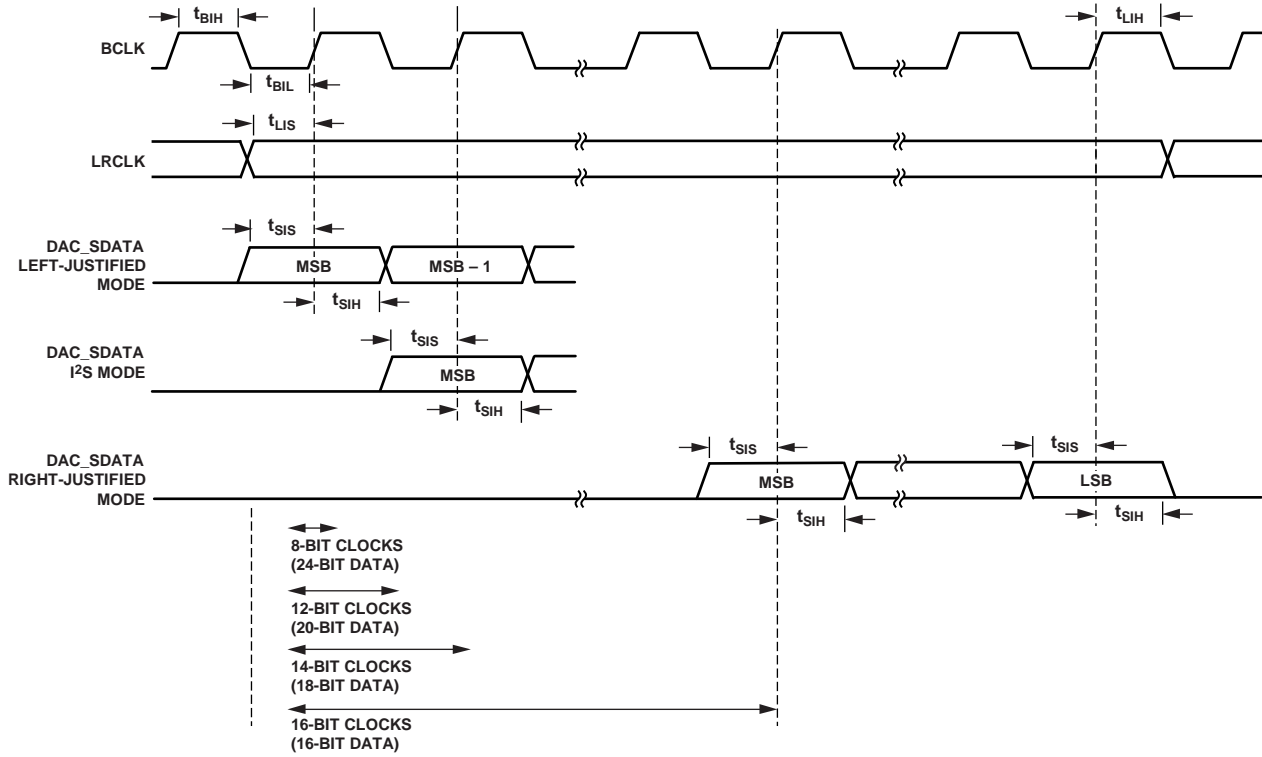 tBIH
tLIH
BCLK
tBIL
tLIS
LRCLK
tSIS
DAC_SDATA
LEFT-JUSTIFIED
MODE
MSB
MSB – 1
tSIH
tSIS
DAC_SDATA
I2S MODE
MSB
tSIH
tSIS
tSIS
DAC_SDATA
RIGHT-JUSTIFIED
MODE
MSB
LSB
tSIH
tSIH
8-BIT CLOCKS
(24-BIT DATA)
12-BIT CLOCKS
(20-BIT DATA)
14-BIT CLOCKS
(18-BIT DATA)
16-BIT CLOCKS
(16-BIT DATA)